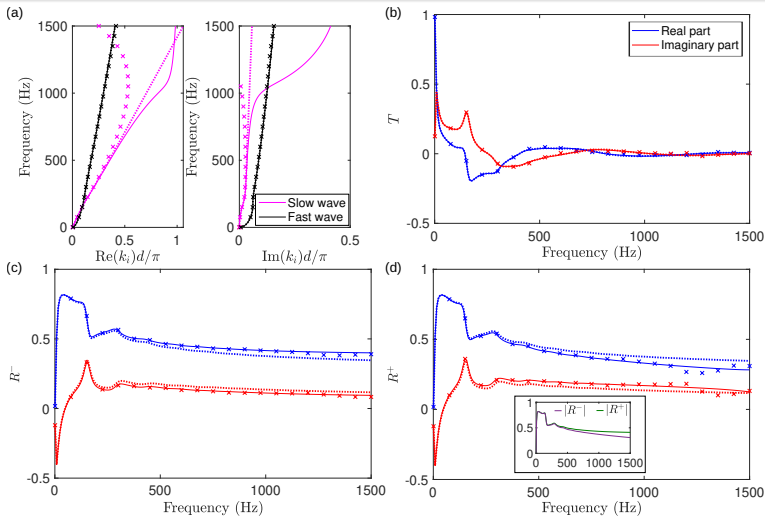 (a)
1500
1000
500
0
Frequency (Hz)
0
0.5
1
Re(k_i)d/π
1500
1000
500
0
Frequency (Hz)
0
0.5
Im(k_i)d/π
Slow wave
Fast wave
(b)
1
0.5
0
-0.5
T
0
500
1000
1500
Frequency (Hz)
Real part
Imaginary part
(c)
1
0.5
0
-0.5
R⁻
0
500
1000
1500
Frequency (Hz)
(d)
1
0.5
0
-0.5
R⁺
0
500
1000
1500
Frequency (Hz)
|R⁻| |R⁺|
1
0.5
0
0
500
1000
1500